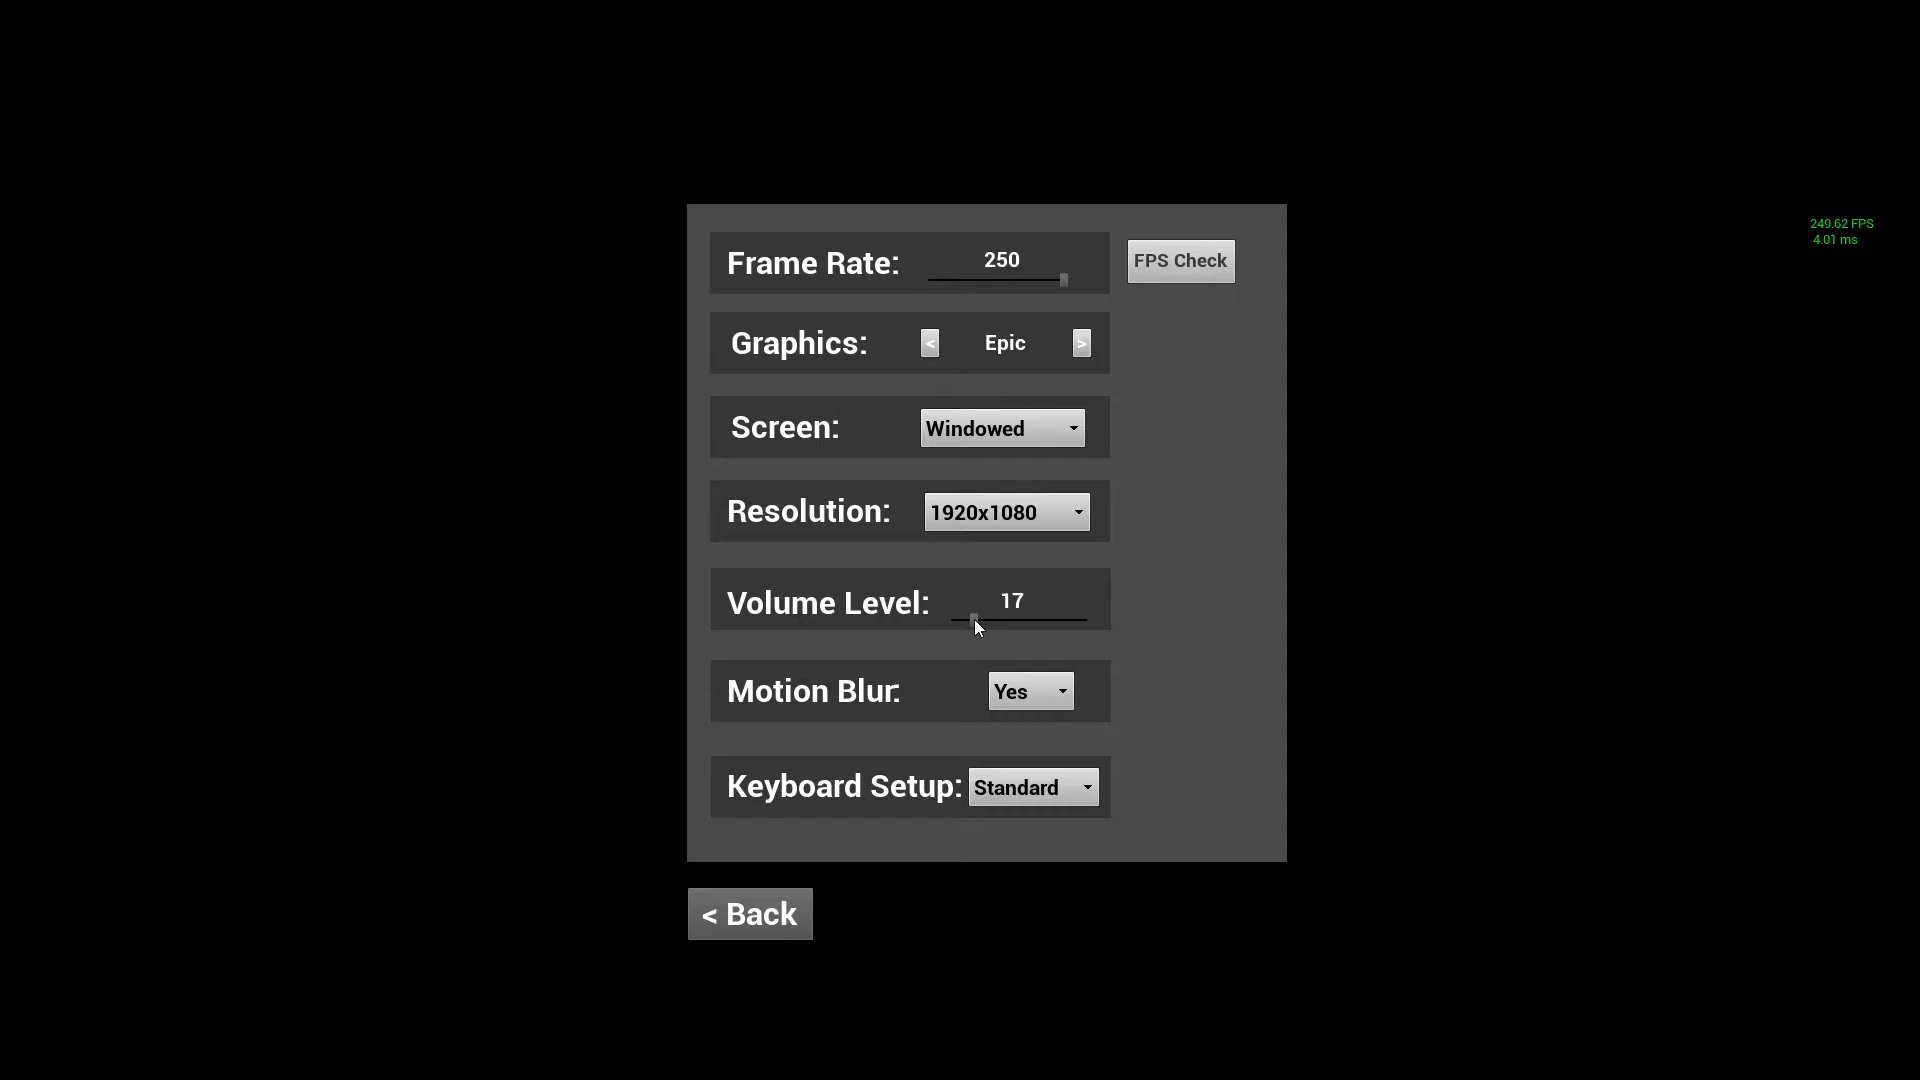 249.62 FPS
4.01 ms
Frame Rate: 250 FPS Check
Graphics: < Epic >
Screen: Windowed
Resolution: 1920x1080
Volume Level: 17
Motion Blur: Yes
Keyboard Setup: Standard
< Back